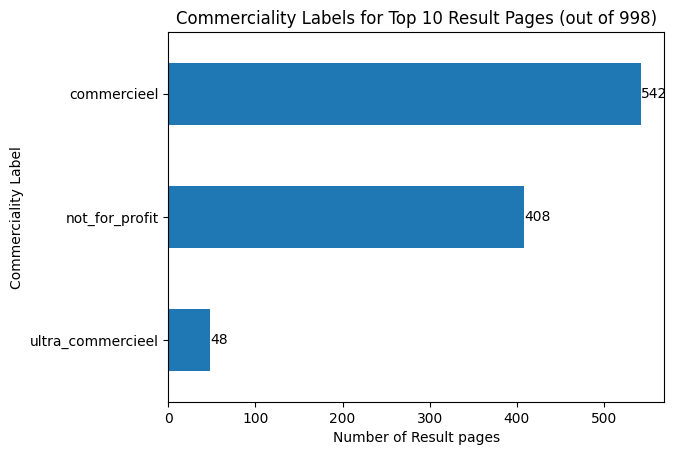 Commerciality Labels for Top 10 Result Pages (out of 998)
Commerciality Label
commercieel
542
not_for_profit
408
ultra_commercieel
48
0 100 200 300 400 500
Number of Result pages